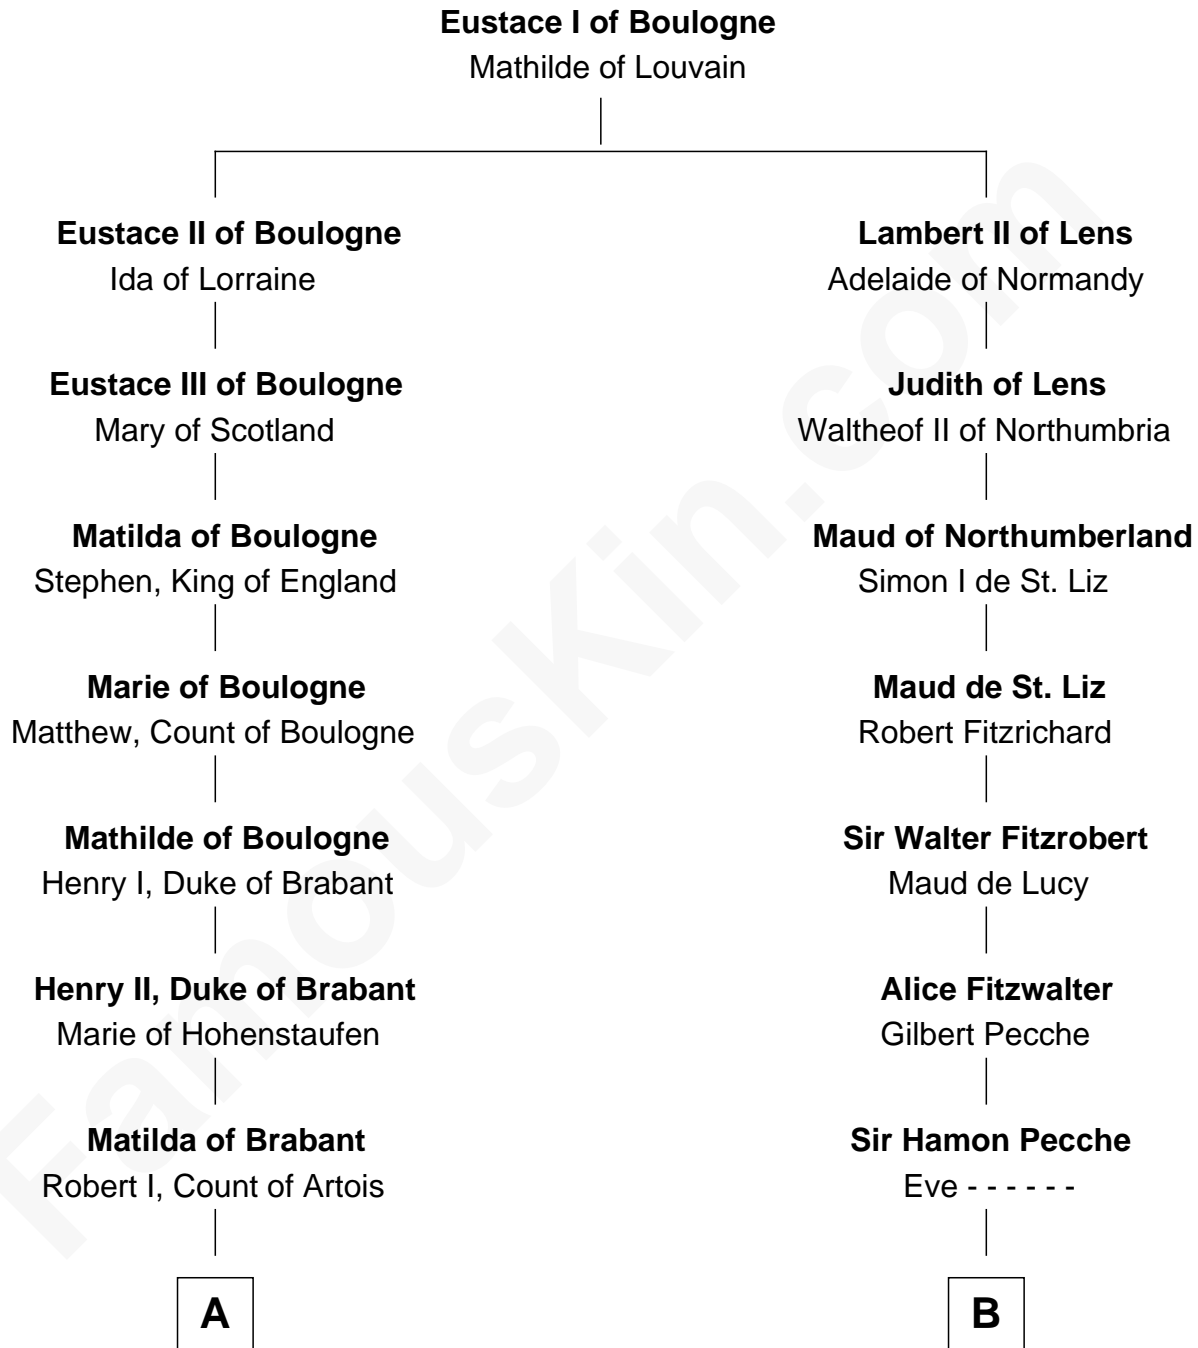 Eustace I of Boulogne
Mathilde of Louvain
Eustace II of Boulogne
Ida of Lorraine
Eustace III of Boulogne
Mary of Scotland
Matilda of Boulogne
Stephen, King of England
Marie of Boulogne
Matthew, Count of Boulogne
Mathilde of Boulogne
Henry I, Duke of Brabant
Henry II, Duke of Brabant
Marie of Hohenstaufen
Matilda of Brabant
Robert I, Count of Artois
A
Lambert II of Lens
Adelaide of Normandy
Judith of Lens
Waltheof II of Northumbria
Maud of Northumberland
Simon I de St. Liz
Maud de St. Liz
Robert Fitzrichard
Sir Walter Fitzrobert
Maud de Lucy
Alice Fitzwalter
Gilbert Pecche
Sir Hamon Pecche
Eve - - - - - -
B
FamousKin.com